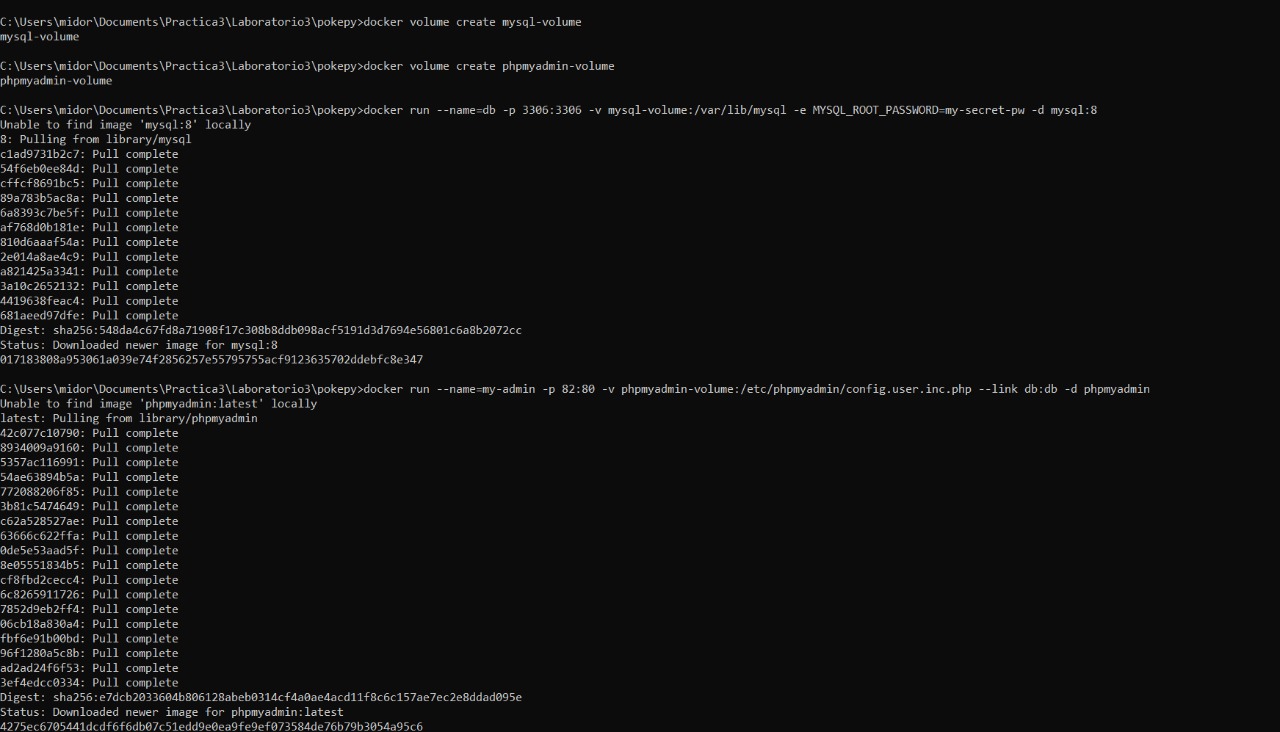 C:\Users\midor\Documents\Practica3\Laboratorio3\pokepy>docker volume create mysql-volume
mysql-volume
C:\Users\midor\Documents\Practica3\Laboratorio3\pokepy>docker volume create phpmyadmin-volume
phpmyadmin-volume
C:\Users\midor\Documents\Practica3\Laboratorio3\pokepy>docker run --name=db -p 3306:3306 -v mysql-volume:/var/lib/mysql -e MYSQL_ROOT_PASSWORD=my-secret-pw -d mysql:8
Unable to find image 'mysql:8' locally
8: Pulling from library/mysql
c1ad9731b2c7: Pull complete
54f6eb0ee84d: Pull complete
cffcf8691bc5: Pull complete
89a783b5ac8a: Pull complete
6a8393c7be5f: Pull complete
af768d0b181e: Pull complete
810d6aaaf54a: Pull complete
2e014a8ae4c9: Pull complete
a821425a3341: Pull complete
3a10c2652132: Pull complete
4419638feac4: Pull complete
681aeed97dfe: Pull complete
Digest: sha256:548da4c67fd8a71908f17c308b8ddb098acf5191d3d7694e56801c6a8b2072cc
Status: Downloaded newer image for mysql:8
017183808a953061a039e74f2856257e55795755acf9123635702ddebfc8e347
C:\Users\midor\Documents\Practica3\Laboratorio3\pokepy>docker run --name=my-admin -p 82:80 -v phpmyadmin-volume:/etc/phpmyadmin/config.user.inc.php --link db:db -d phpmyadmin
Unable to find image 'phpmyadmin:latest' locally
latest: Pulling from library/phpmyadmin
42c077c10790: Pull complete
8934009a9160: Pull complete
5357ac116991: Pull complete
54ae63894b5a: Pull complete
772088206f85: Pull complete
3b81c5474649: Pull complete
c62a528527ae: Pull complete
63666c622ffa: Pull complete
0de5e53aad5f: Pull complete
8e05551834b5: Pull complete
cf8fbd2cecc4: Pull complete
6c8265911726: Pull complete
7852d9eb2ff4: Pull complete
06cb18a830a4: Pull complete
fbf6e91b00bd: Pull complete
96f1280a5c8b: Pull complete
ad2ad24f6f53: Pull complete
3ef4edcc0334: Pull complete
Digest: sha256:e7dcb2033604b806128abeb0314cf4a0ae4acd11f8c6c157ae7ec2e8ddad095e
Status: Downloaded newer image for phpmyadmin:latest
4275ec6705441dcdf6f6db07c51edd9e0ea9fe9ef073584de76b79b3054a95c6